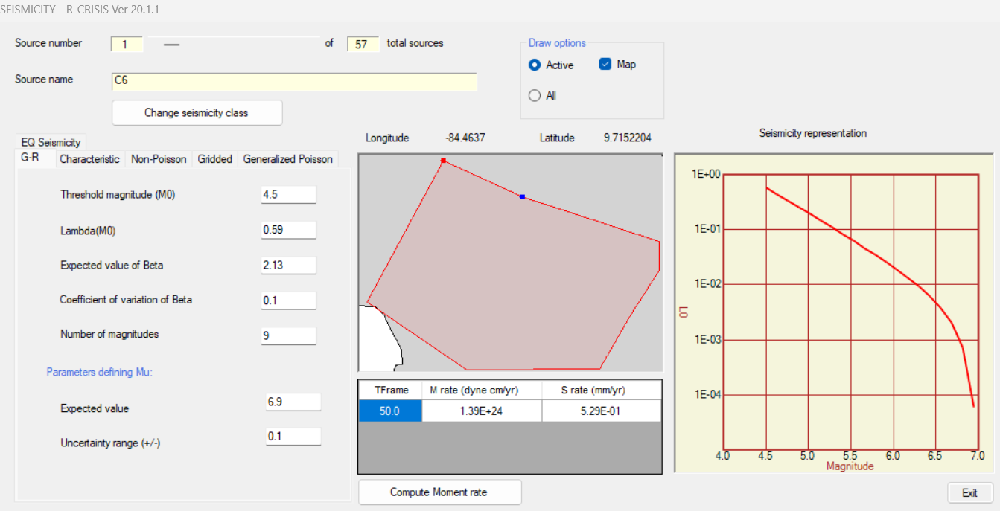 SEISMICITY - R-CRISIS Ver 20.1.1
Source number 1 of 57 total sources
Source name C6
Change seismicity class
Draw options
Active Map
All
EQ Seismicity
G-R Characteristic Non-Poisson Gridded Generalized Poisson
Threshold magnitude (M0) 4.5
Lambda(M0) 0.59
Expected value of Beta 2.13
Coefficient of variation of Beta 0.1
Number of magnitudes 9
Parameters defining Mu:
Expected value 6.9
Uncertainty range (+/-) 0.1
Longitude -84.4637 Latitude 9.7152204
TFrame M rate (dyne cm/yr) S rate (mm/yr)
50.0 1.39E+24 5.29E-01
Compute Moment rate
Seismicity representation
1E+00
1E-01
1E-02
L0
1E-03
1E-04
4.0 4.5 5.0 5.5 6.0 6.5 7.0
Magnitude
Exit